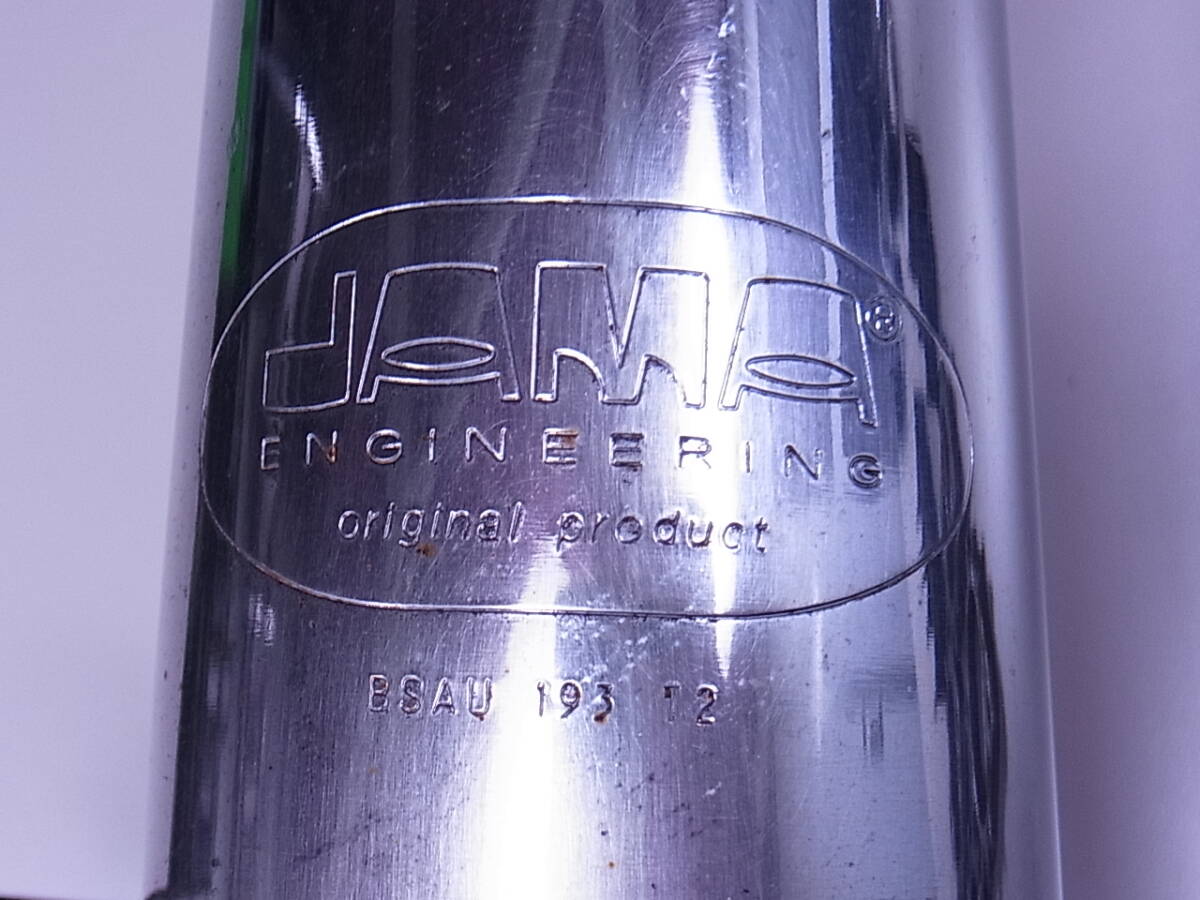 JAMA®
ENGINEERING
original product
BSAU 193 T2